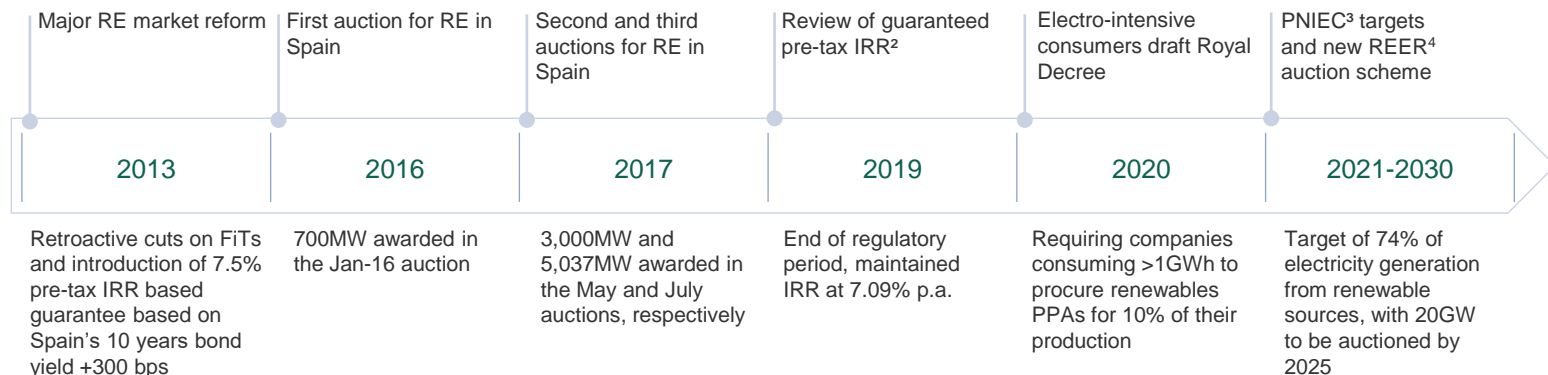 Major RE market reform
First auction for RE in
Spain
Second and third
auctions for RE in
Spain
Review of guaranteed
pre-tax IRR²
Electro-intensive
consumers draft Royal
Decree
PNIEC³ targets
and new REER⁴
auction scheme
2013
2016
2017
2019
2020
2021-2030
Retroactive cuts on FiTs
and introduction of 7.5%
pre-tax IRR based
guarantee based on
Spain's 10 years bond
yield +300 bps
700MW awarded in
the Jan-16 auction
3,000MW and
5,037MW awarded in
the May and July
auctions, respectively
End of regulatory
period, maintained
IRR at 7.09% p.a.
Requiring companies
consuming >1GWh to
procure renewables
PPAs for 10% of their
production
Target of 74% of
electricity generation
from renewable
sources, with 20GW
to be auctioned by
2025